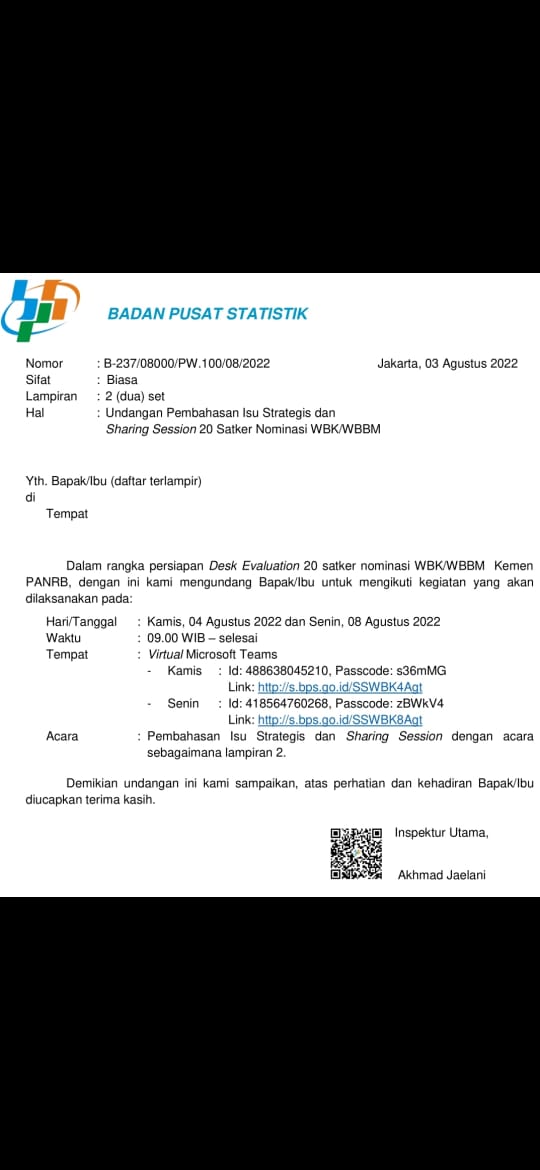 BADAN PUSAT STATISTIK
Nomor : B-237/08000/PW.100/08/2022 Jakarta, 03 Agustus 2022
Sifat : Biasa
Lampiran : 2 (dua) set
Hal : Undangan Pembahasan Isu Strategis dan
Sharing Session 20 Satker Nominasi WBK/WBBM
Yth. Bapak/Ibu (daftar terlampir)
di
Tempat
Dalam rangka persiapan Desk Evaluation 20 satker nominasi WBK/WBBM Kemen
PANRB, dengan ini kami mengundang Bapak/Ibu untuk mengikuti kegiatan yang akan
dilaksanakan pada:
Hari/Tanggal : Kamis, 04 Agustus 2022 dan Senin, 08 Agustus 2022
Waktu : 09.00 WIB – selesai
Tempat : Virtual Microsoft Teams
- Kamis : Id: 488638045210, Passcode: s36mMG
Link: http://s.bps.go.id/SSWBK4Agt
- Senin : Id: 418564760268, Passcode: zBWkV4
Link: http://s.bps.go.id/SSWBK8Agt
Acara : Pembahasan Isu Strategis dan Sharing Session dengan acara
sebagaimana lampiran 2.
Demikian undangan ini kami sampaikan, atas perhatian dan kehadiran Bapak/Ibu
diucapkan terima kasih.
Inspektur Utama,
Akhmad Jaelani